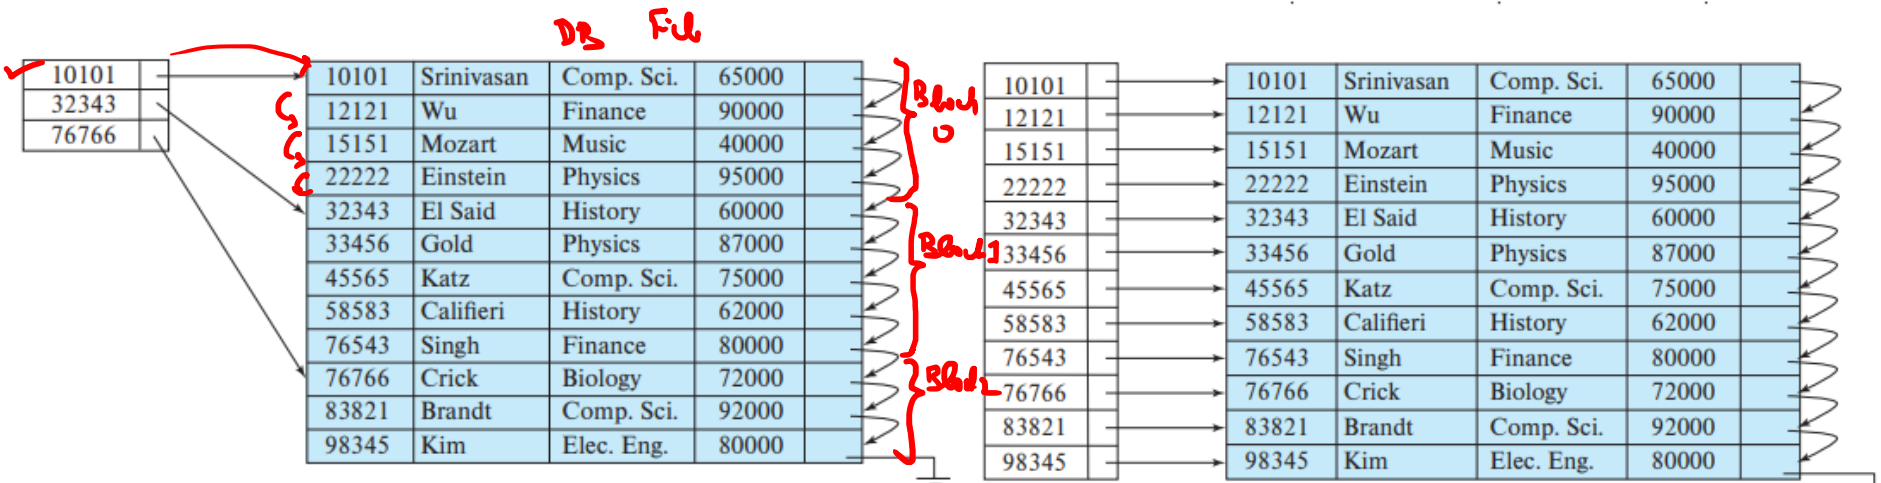 DB File
10101
32343
76766
10101 Srinivasan Comp. Sci. 65000
12121 Wu Finance 90000
15151 Mozart Music 40000
22222 Einstein Physics 95000
32343 El Said History 60000
33456 Gold Physics 87000
45565 Katz Comp. Sci. 75000
58583 Califieri History 62000
76543 Singh Finance 80000
76766 Crick Biology 72000
83821 Brandt Comp. Sci. 92000
98345 Kim Elec. Eng. 80000
Block 0
Block 1
Block 2
10101
12121
15151
22222
32343
33456
45565
58583
76543
76766
83821
98345
10101 Srinivasan Comp. Sci. 65000
12121 Wu Finance 90000
15151 Mozart Music 40000
22222 Einstein Physics 95000
32343 El Said History 60000
33456 Gold Physics 87000
45565 Katz Comp. Sci. 75000
58583 Califieri History 62000
76543 Singh Finance 80000
76766 Crick Biology 72000
83821 Brandt Comp. Sci. 92000
98345 Kim Elec. Eng. 80000